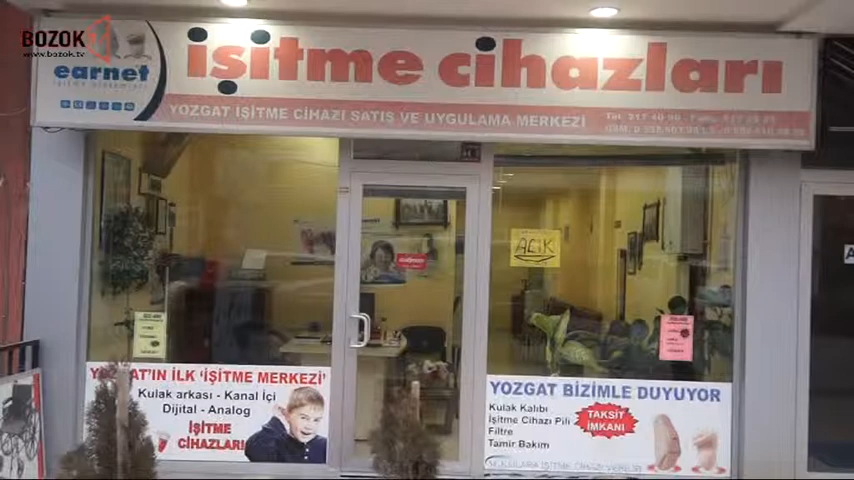 BOZOK
www.bozok.tv
earnet
işitme sistemleri
işitme cihazları
YOZGAT İŞİTME CİHAZI SATIŞ VE UYGULAMA MERKEZİ
AÇIK
YOZGAT'IN İLK 'İŞİTME MERKEZİ'
Kulak arkası - Kanal İçi
Dijital - Analog
İŞİTME
CİHAZLARI
YOZGAT BİZİMLE DUYUYOR
Kulak Kalıbı
İşitme Cihazı Pili
Filtre
Tamir Bakım
TAKSİT
İMKANI